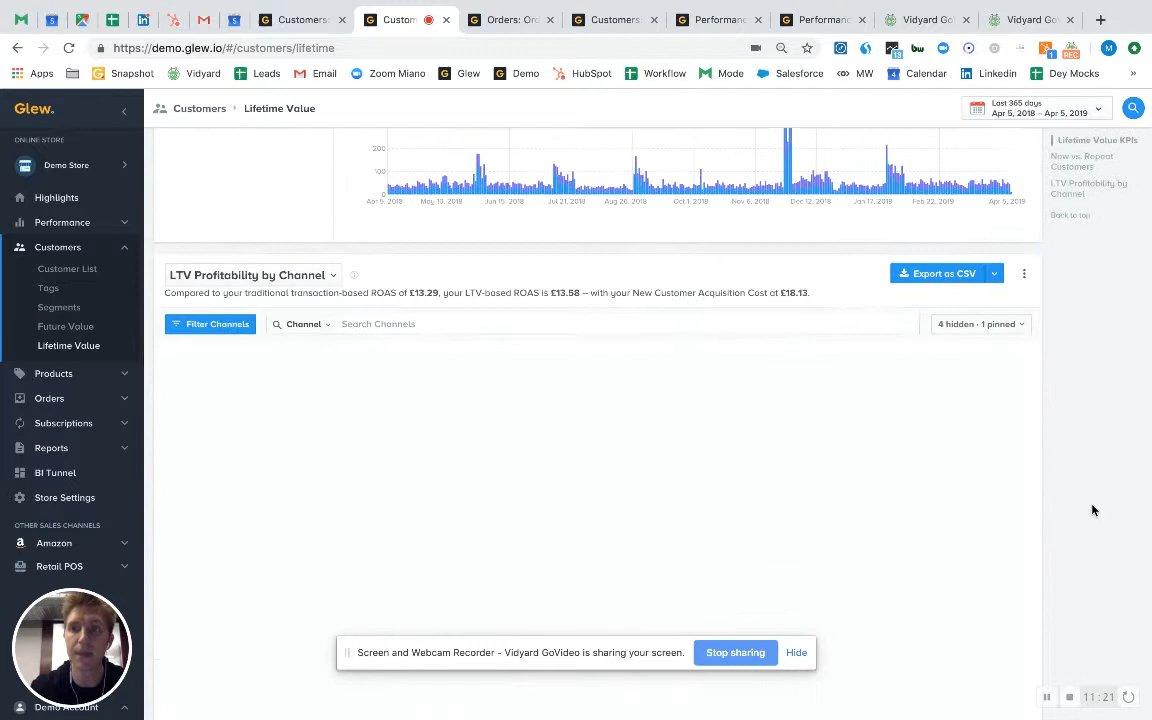 Customers:
Custom
Orders: Or
Customers:
Performan
Performan
Vidyard Go
Vidyard Go
https://demo.glew.io/#/customers/lifetime
13
1
REC
M
Apps
Snapshot
Vidyard
Leads
Email
Zoom Miano
Glew
Demo
HubSpot
Workflow
Mode
Salesforce
MW
Calendar
Linkedin
Dey Mocks
»
Glew.
Customers
Lifetime Value
Last 365 days
Apr 5, 2018 – Apr 5, 2019
ONLINE STORE
Demo Store
Highlights
Performance
Customers
Customer List
Tags
Segments
Future Value
Lifetime Value
Products
Orders
Subscriptions
Reports
BI Tunnel
Store Settings
OTHER SALES CHANNELS
Amazon
Retail POS
Demo Account
200
100
0
Apr 5, 2018 May 10, 2018 Jun 15, 2018 Jul 21, 2018 Aug 26, 2018 Oct 1, 2018 Nov 6, 2018 Dec 12, 2018 Jan 17, 2019 Feb 22, 2019 Apr 5, 2019
Lifetime Value KPIs
New vs. Repeat
Customers
LTV Profitability by
Channel
Back to top
LTV Profitability by Channel
Export as CSV
Compared to your traditional transaction-based ROAS of £13.29, your LTV-based ROAS is £13.58 – with your New Customer Acquisition Cost at £18.13.
Filter Channels
Channel
Search Channels
4 hidden · 1 pinned
Screen and Webcam Recorder - Vidyard GoVideo is sharing your screen.
Stop sharing
Hide
11:21